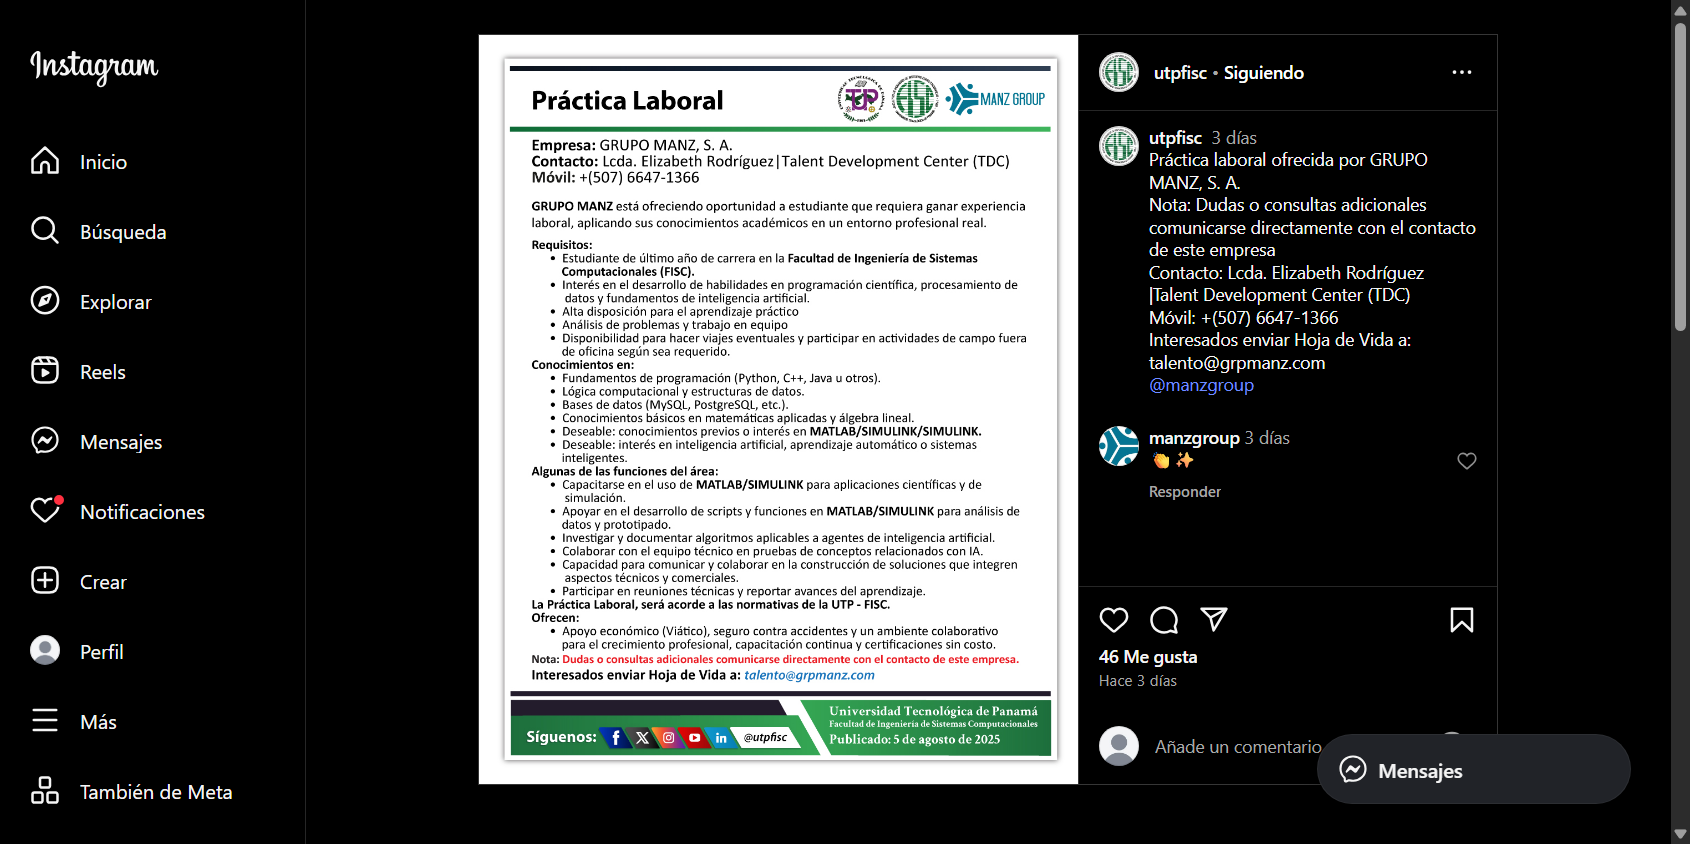 Instagram
Inicio
Búsqueda
Explorar
Reels
Mensajes
Notificaciones
Crear
Perfil
Más
También de Meta
Práctica Laboral
UTP
FISC
MANZ GROUP
Empresa: GRUPO MANZ, S. A.
Contacto: Lcda. Elizabeth Rodríguez|Talent Development Center (TDC)
Móvil: +(507) 6647-1366
GRUPO MANZ está ofreciendo oportunidad a estudiante que requiera ganar experiencia
laboral, aplicando sus conocimientos académicos en un entorno profesional real.
Requisitos:
• Estudiante de último año de carrera en la Facultad de Ingeniería de Sistemas
Computacionales (FISC).
• Interés en el desarrollo de habilidades en programación científica, procesamiento de
datos y fundamentos de inteligencia artificial.
• Alta disposición para el aprendizaje práctico
• Análisis de problemas y trabajo en equipo
• Disponibilidad para hacer viajes eventuales y participar en actividades de campo fuera
de oficina según sea requerido.
Conocimientos en:
• Fundamentos de programación (Python, C++, Java u otros).
• Lógica computacional y estructuras de datos.
• Bases de datos (MySQL, PostgreSQL, etc.).
• Conocimientos básicos en matemáticas aplicadas y álgebra lineal.
• Deseable: conocimientos previos o interés en MATLAB/SIMULINK/SIMULINK.
• Deseable: interés en inteligencia artificial, aprendizaje automático o sistemas
inteligentes.
Algunas de las funciones del área:
• Capacitarse en el uso de MATLAB/SIMULINK para aplicaciones científicas y de
simulación.
• Apoyar en el desarrollo de scripts y funciones en MATLAB/SIMULINK para análisis de
datos y prototipado.
• Investigar y documentar algoritmos aplicables a agentes de inteligencia artificial.
• Colaborar con el equipo técnico en pruebas de conceptos relacionados con IA.
• Capacidad para comunicar y colaborar en la construcción de soluciones que integren
aspectos técnicos y comerciales.
• Participar en reuniones técnicas y reportar avances del aprendizaje.
La Práctica Laboral, será acorde a las normativas de la UTP - FISC.
Ofrecen:
• Apoyo económico (Viático), seguro contra accidentes y un ambiente colaborativo
para el crecimiento profesional, capacitación continua y certificaciones sin costo.
Nota: Dudas o consultas adicionales comunicarse directamente con el contacto de este empresa.
Interesados enviar Hoja de Vida a: talento@grpmanz.com
Síguenos:
@utpfisc
Universidad Tecnológica de Panamá
Facultad de Ingeniería de Sistemas Computacionales
Publicado: 5 de agosto de 2025
utpfisc • Siguiendo
utpfisc 3 días
Práctica laboral ofrecida por GRUPO
MANZ, S. A.
Nota: Dudas o consultas adicionales
comunicarse directamente con el contacto
de este empresa
Contacto: Lcda. Elizabeth Rodríguez
|Talent Development Center (TDC)
Móvil: +(507) 6647-1366
Interesados enviar Hoja de Vida a:
talento@grpmanz.com
@manzgroup
manzgroup 3 días
👏✨
Responder
46 Me gusta
Hace 3 días
Añade un comentario
Mensajes